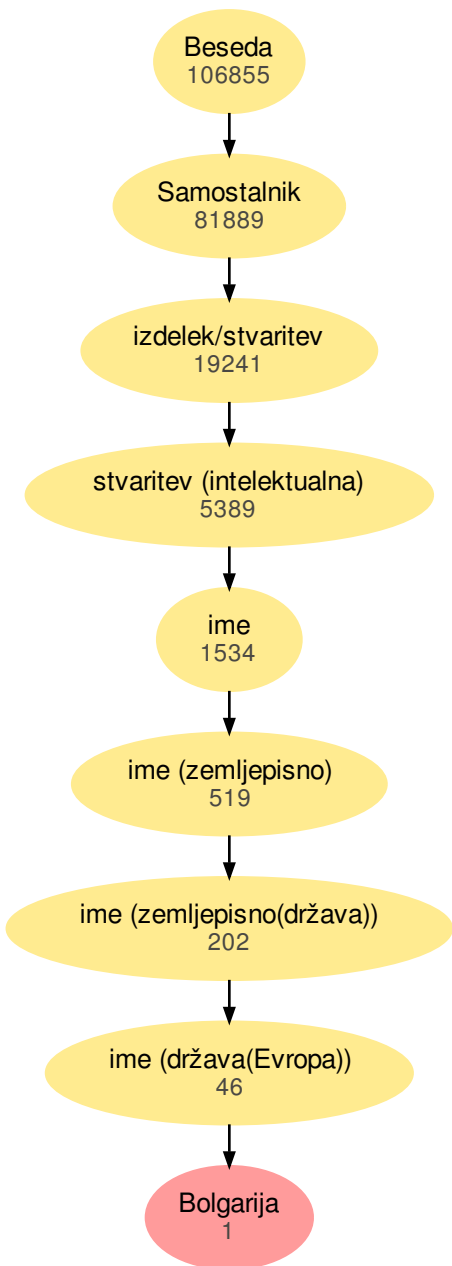 Beseda
106855
Samostalnik
81889
izdelek/stvaritev
19241
stvaritev (intelektualna)
5389
ime
1534
ime (zemljepisno)
519
ime (zemljepisno(država))
202
ime (država(Evropa))
46
Bolgarija
1